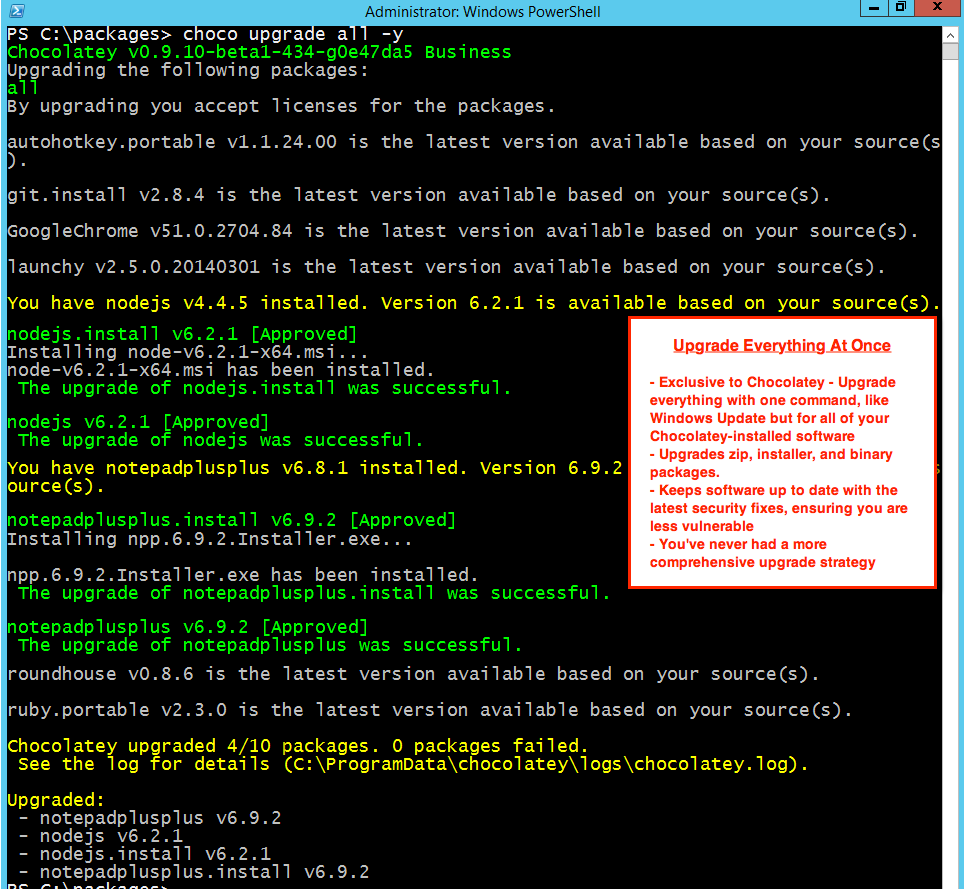 Administrator: Windows PowerShell
PS C:\packages> choco upgrade all -y
Chocolatey v0.9.10-beta1-434-g0e47da5 Business
Upgrading the following packages:
all
By upgrading you accept licenses for the packages.
autohotkey.portable v1.1.24.00 is the latest version available based on your source(s
).
git.install v2.8.4 is the latest version available based on your source(s).
GoogleChrome v51.0.2704.84 is the latest version available based on your source(s).
launchy v2.5.0.20140301 is the latest version available based on your source(s).
You have nodejs v4.4.5 installed. Version 6.2.1 is available based on your source(s).
nodejs.install v6.2.1 [Approved]
Installing node-v6.2.1-x64.msi...
node-v6.2.1-x64.msi has been installed.
The upgrade of nodejs.install was successful.
nodejs v6.2.1 [Approved]
The upgrade of nodejs was successful.
You have notepadplusplus v6.8.1 installed. Version 6.9.2
ource(s).
notepadplusplus.install v6.9.2 [Approved]
Installing npp.6.9.2.Installer.exe...
npp.6.9.2.Installer.exe has been installed.
The upgrade of notepadplusplus.install was successful.
notepadplusplus v6.9.2 [Approved]
The upgrade of notepadplusplus was successful.
roundhouse v0.8.6 is the latest version available based on your source(s).
ruby.portable v2.3.0 is the latest version available based on your source(s).
Chocolatey upgraded 4/10 packages. 0 packages failed.
See the log for details (C:\ProgramData\chocolatey\logs\chocolatey.log).
Upgraded:
- notepadplusplus v6.9.2
- nodejs v6.2.1
- nodejs.install v6.2.1
- notepadplusplus.install v6.9.2
PS C:\packages>
Upgrade Everything At Once
- Exclusive to Chocolatey - Upgrade
everything with one command, like
Windows Update but for all of your
Chocolatey-installed software
- Upgrades zip, installer, and binary
packages.
- Keeps software up to date with the
latest security fixes, ensuring you are
less vulnerable
- You've never had a more
comprehensive upgrade strategy